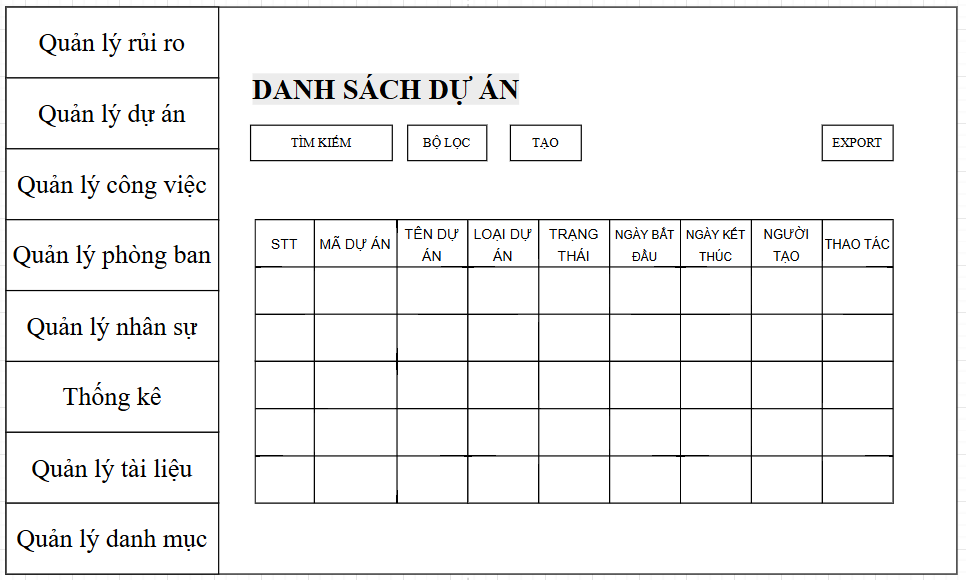 Quản lý rủi ro
Quản lý dự án
Quản lý công việc
Quản lý phòng ban
Quản lý nhân sự
Thống kê
Quản lý tài liệu
Quản lý danh mục
DANH SÁCH DỰ ÁN
TÌM KIẾM
BỘ LỌC
TẠO
EXPORT
STT
MÃ DỰ ÁN
TÊN DỰ
ÁN
LOẠI DỰ
ÁN
TRẠNG
THÁI
NGÀY BẮT
ĐẦU
NGÀY KẾT
THÚC
NGƯỜI
TẠO
THAO TÁC